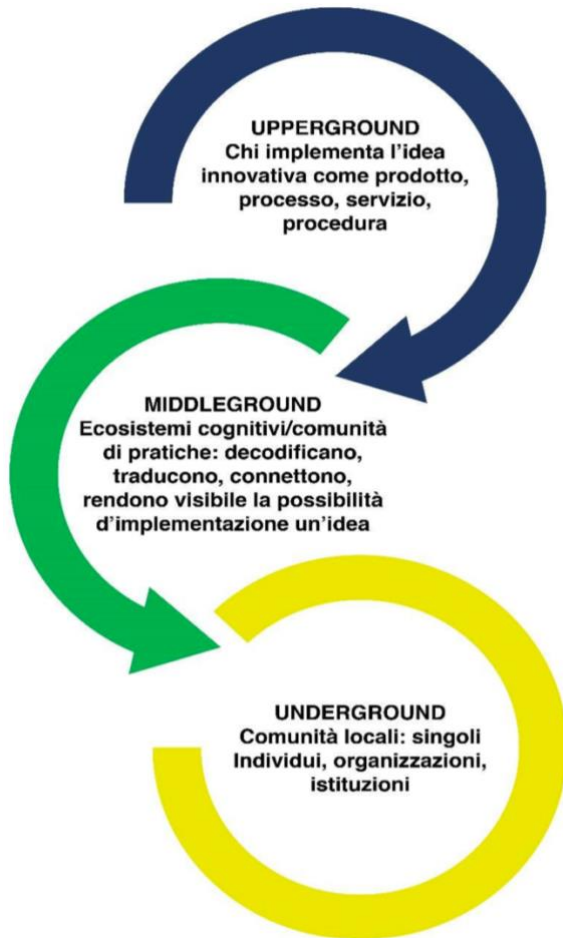 UPPERGROUND
Chi implementa l'idea
innovativa come prodotto,
processo, servizio,
procedura
MIDDLEGROUND
Ecosistemi cognitivi/comunità
di pratiche: decodificano,
traducono, connettono,
rendono visibile la possibilità
d'implementazione un'idea
UNDERGROUND
Comunità locali: singoli
Individui, organizzazioni,
istituzioni